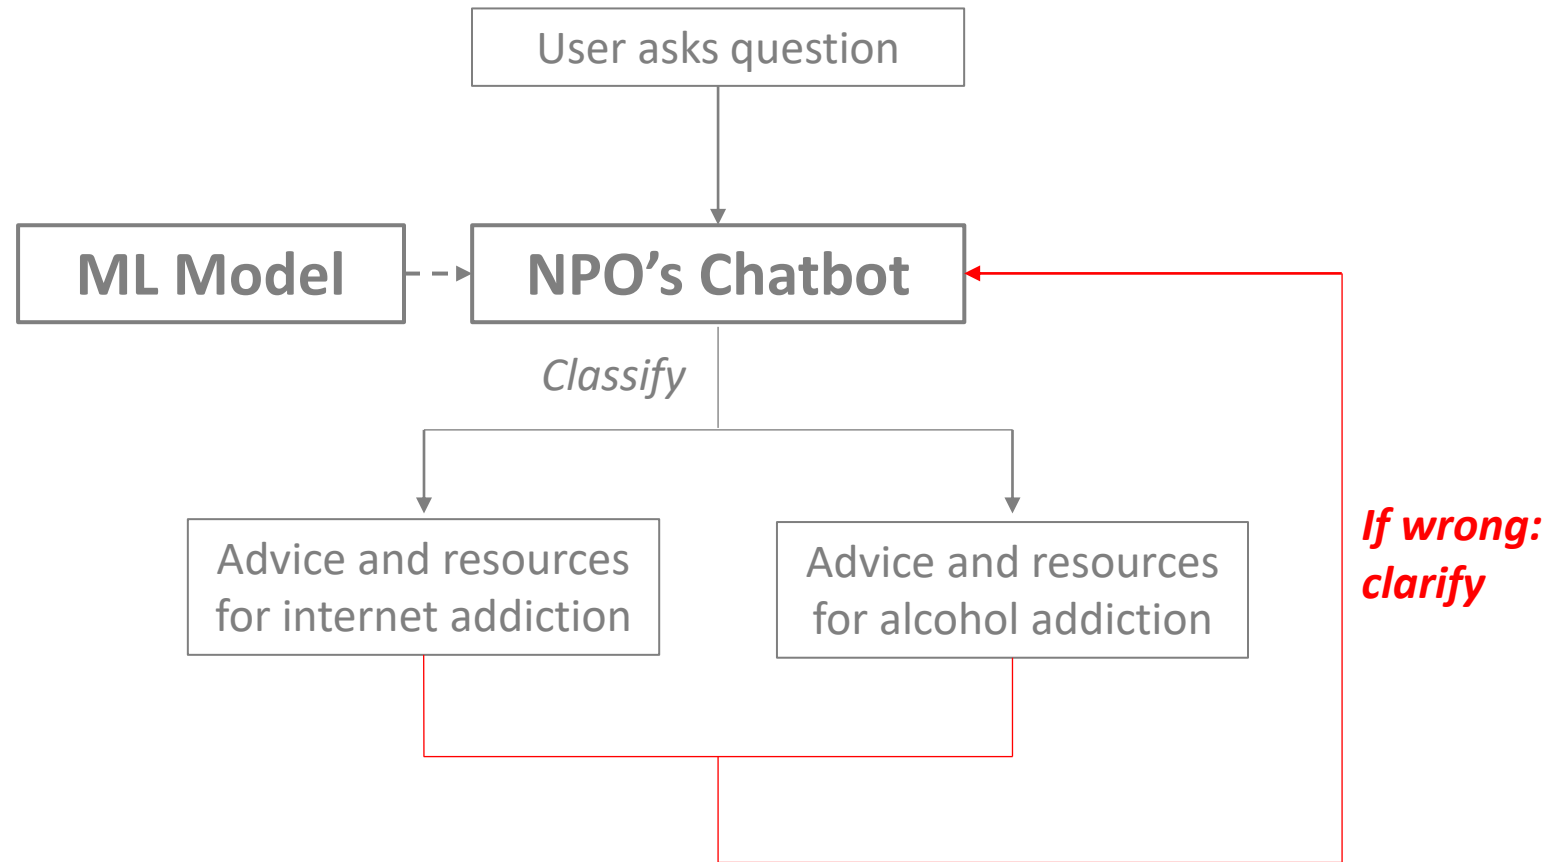 User asks question
ML Model
NPO’s Chatbot
Classify
Advice and resources
for internet addiction
Advice and resources
for alcohol addiction
If wrong:
clarify